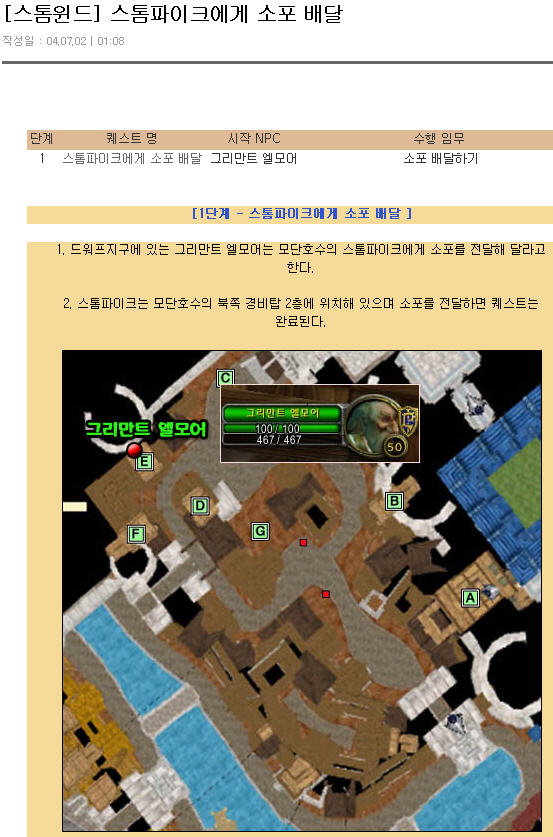 [스톰윈드] 스톰파이크에게 소포 배달
작성일 : 04.07.02 | 01:08
단계 퀘스트 명 시작 NPC 수행 임무
1 스톰파이크에게 소포 배달 그리만트 엘모어 소포 배달하기
[1단계 - 스톰파이크에게 소포 배달 ]
1. 드워프지구에 있는 그리만트 엘모어는 모단호수의 스톰파이크에게 소포를 전달해 달라고
한다.
2. 스톰파이크는 모단호수의 북쪽 경비탑 2층에 위치해 있으며 소포를 전달하면 퀘스트는
완료된다.
C
그리만트 엘모어
100 / 100
467 / 467
50
그리만트 엘모어
E
D
B
F
G
A